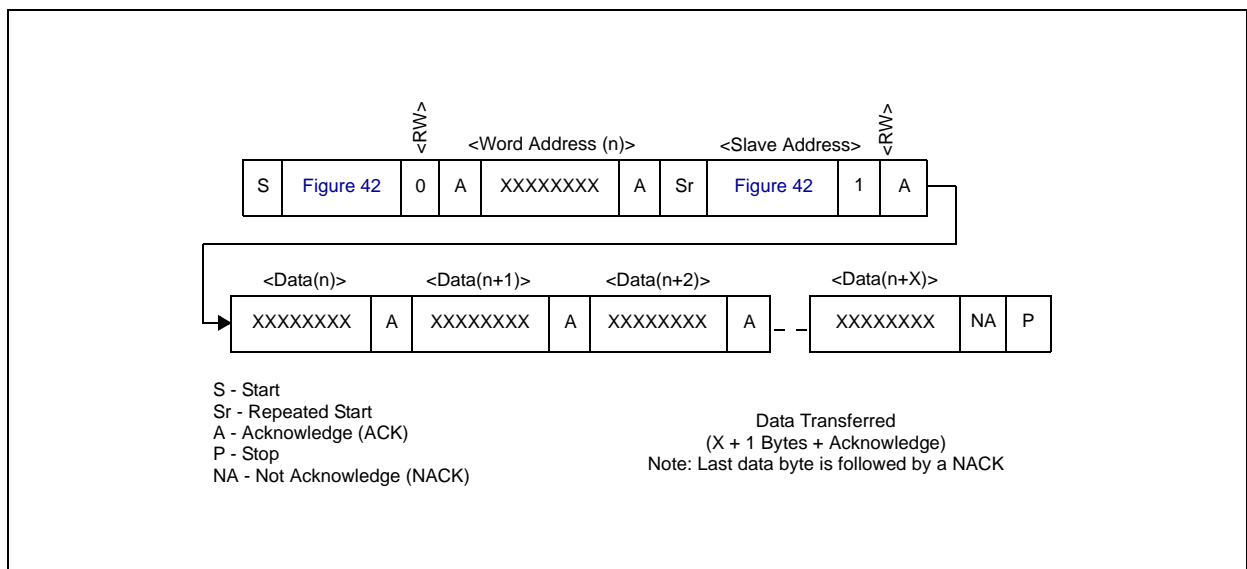 <RW> <Word Address (n)> <Slave Address> <RW>
S Figure 42 0 A XXXXXXXX A Sr Figure 42 1 A
<Data(n)> <Data(n+1)> <Data(n+2)> <Data(n+X)>
XXXXXXXX A XXXXXXXX A XXXXXXXX A XXXXXXXX NA P
S - Start
Sr - Repeated Start
A - Acknowledge (ACK)
P - Stop
NA - Not Acknowledge (NACK)
Data Transferred
(X + 1 Bytes + Acknowledge)
Note: Last data byte is followed by a NACK